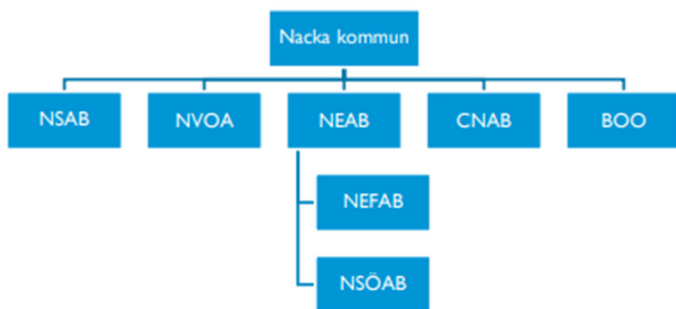 Nacka kommun
NSAB
NVOA
NEAB
CNAB
BOO
NEFAB
NSÖAB